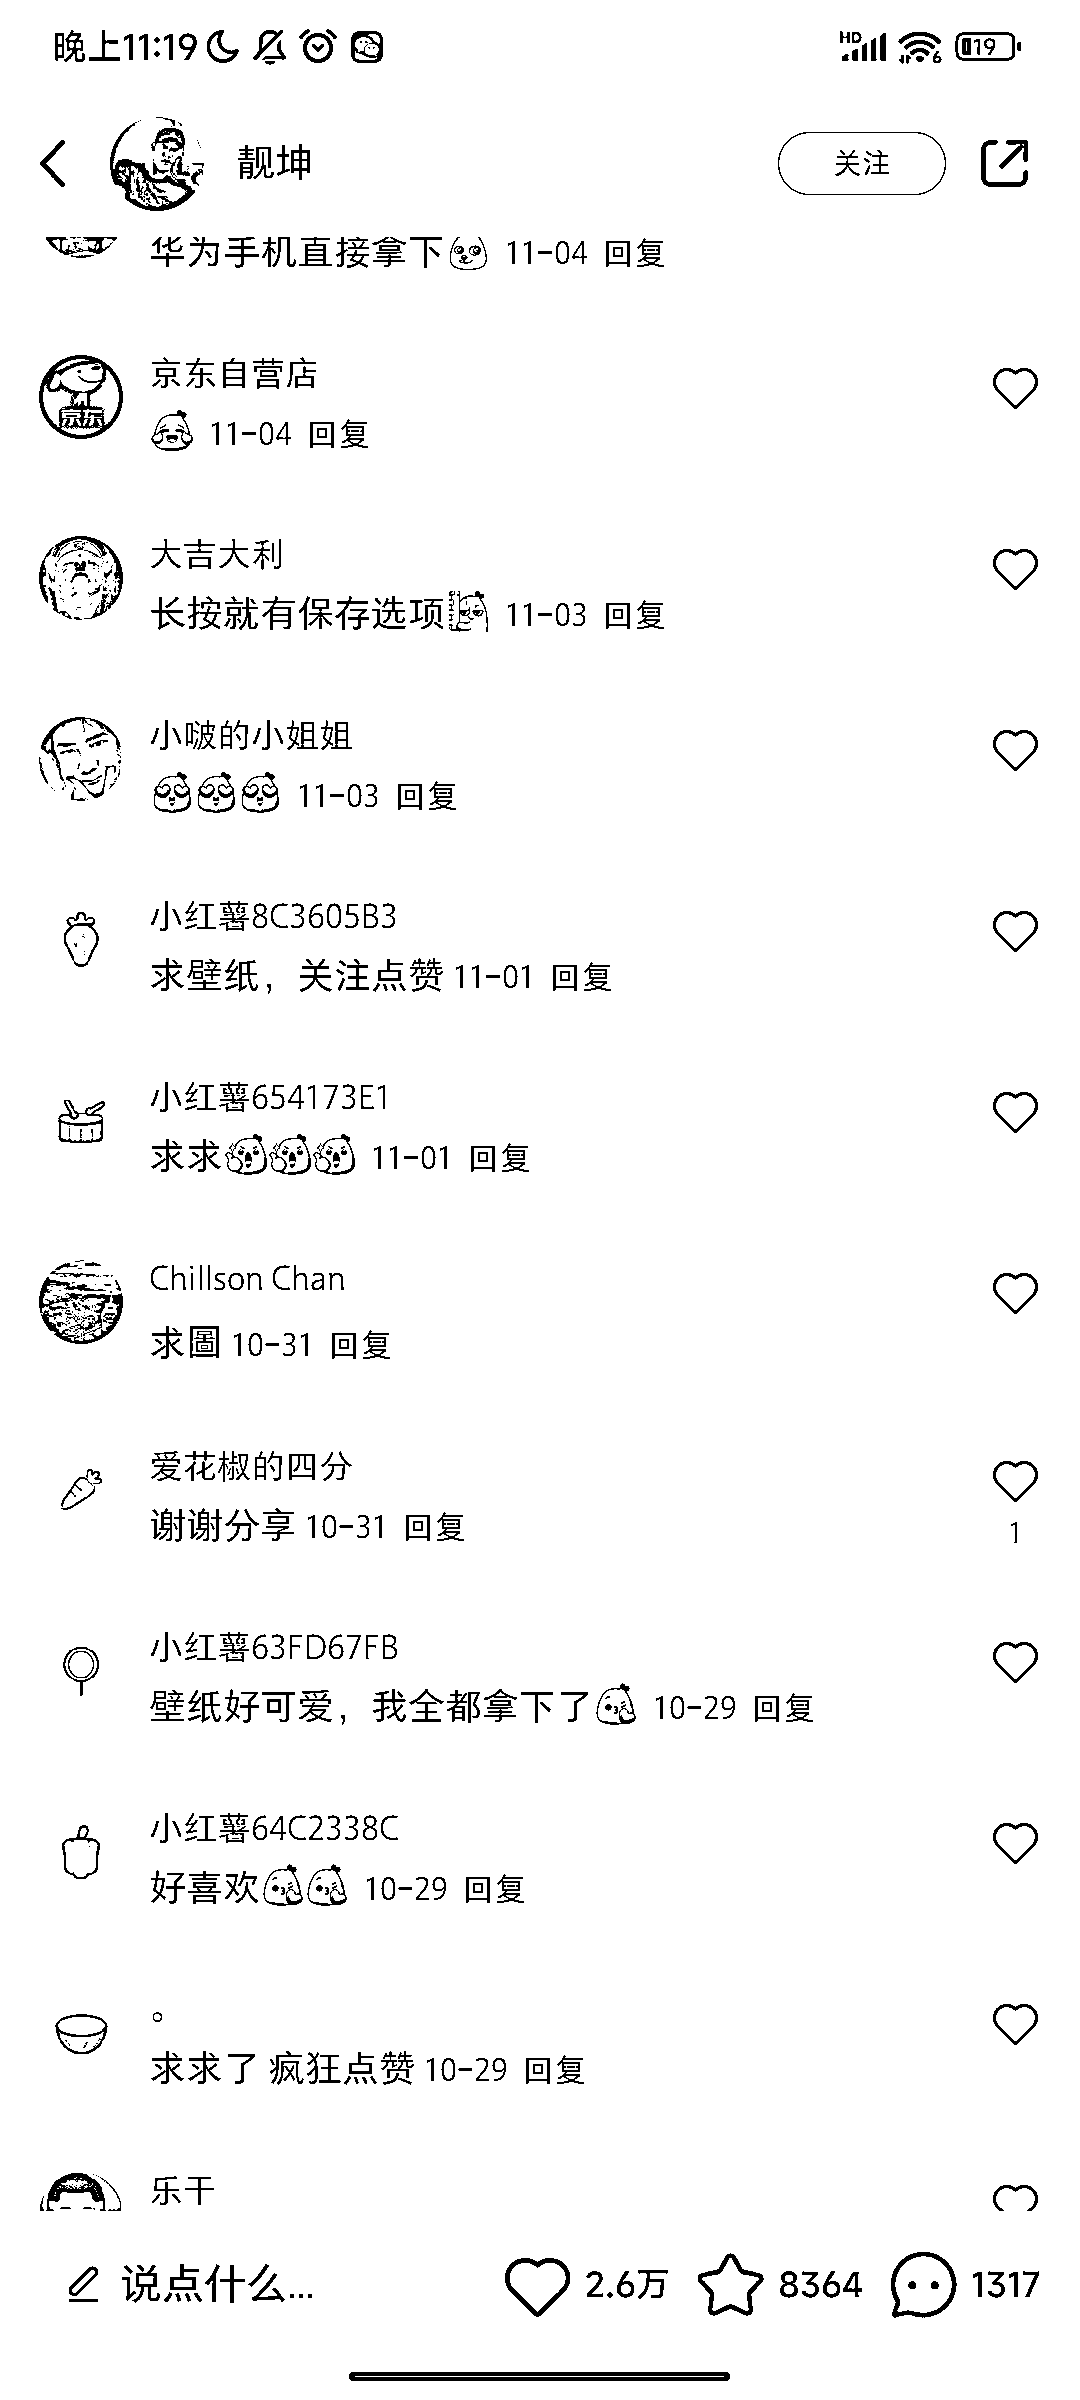 晚上11:19
HD
6
19
靓坤
关注
华为手机直接拿下 11-04 回复
京东
京东自营店
11-04 回复
大吉大利
长按就有保存选项 11-03 回复
小啵的小姐姐
11-03 回复
小红薯8C3605B3
求壁纸，关注点赞 11-01 回复
小红薯654173E1
求求 11-01 回复
Chillson Chan
求圖 10-31 回复
爱花椒的四分
谢谢分享 10-31 回复
1
小红薯63FD67FB
壁纸好可爱，我全都拿下了 10-29 回复
小红薯64C2338C
好喜欢 10-29 回复
。
求求了 疯狂点赞 10-29 回复
乐干
说点什么...
2.6万
8364
1317